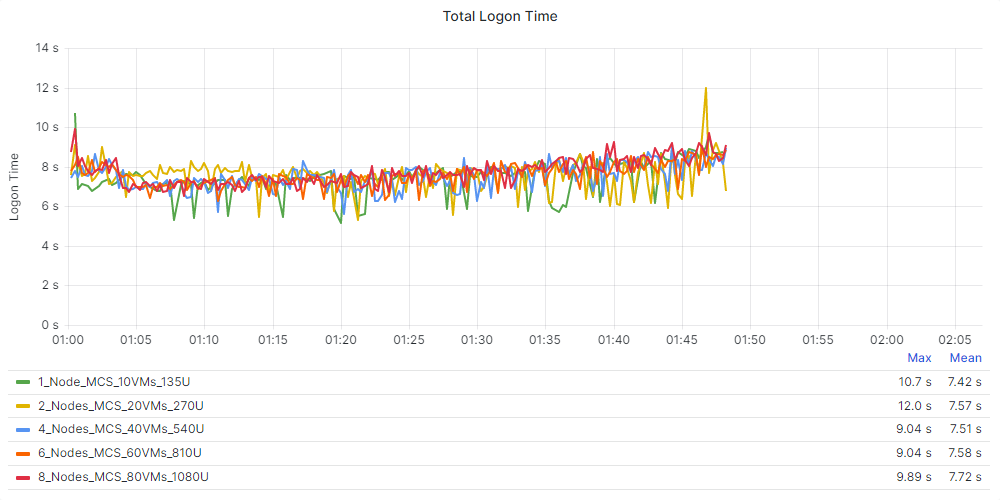 Total Logon Time
Logon Time
14 s
12 s
10 s
8 s
6 s
4 s
2 s
0 s
01:00 01:05 01:10 01:15 01:20 01:25 01:30 01:35 01:40 01:45 01:50 01:55 02:00 02:05
Max Mean
1_Node_MCS_10VMs_135U 10.7 s 7.42 s
2_Nodes_MCS_20VMs_270U 12.0 s 7.57 s
4_Nodes_MCS_40VMs_540U 9.04 s 7.51 s
6_Nodes_MCS_60VMs_810U 9.04 s 7.58 s
8_Nodes_MCS_80VMs_1080U 9.89 s 7.72 s